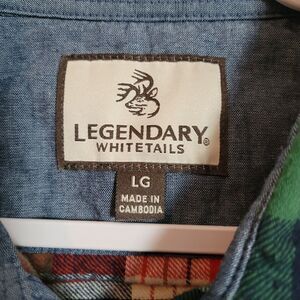 LEGENDARY®
WHITETAILS
LG
MADE IN
CAMBODIA